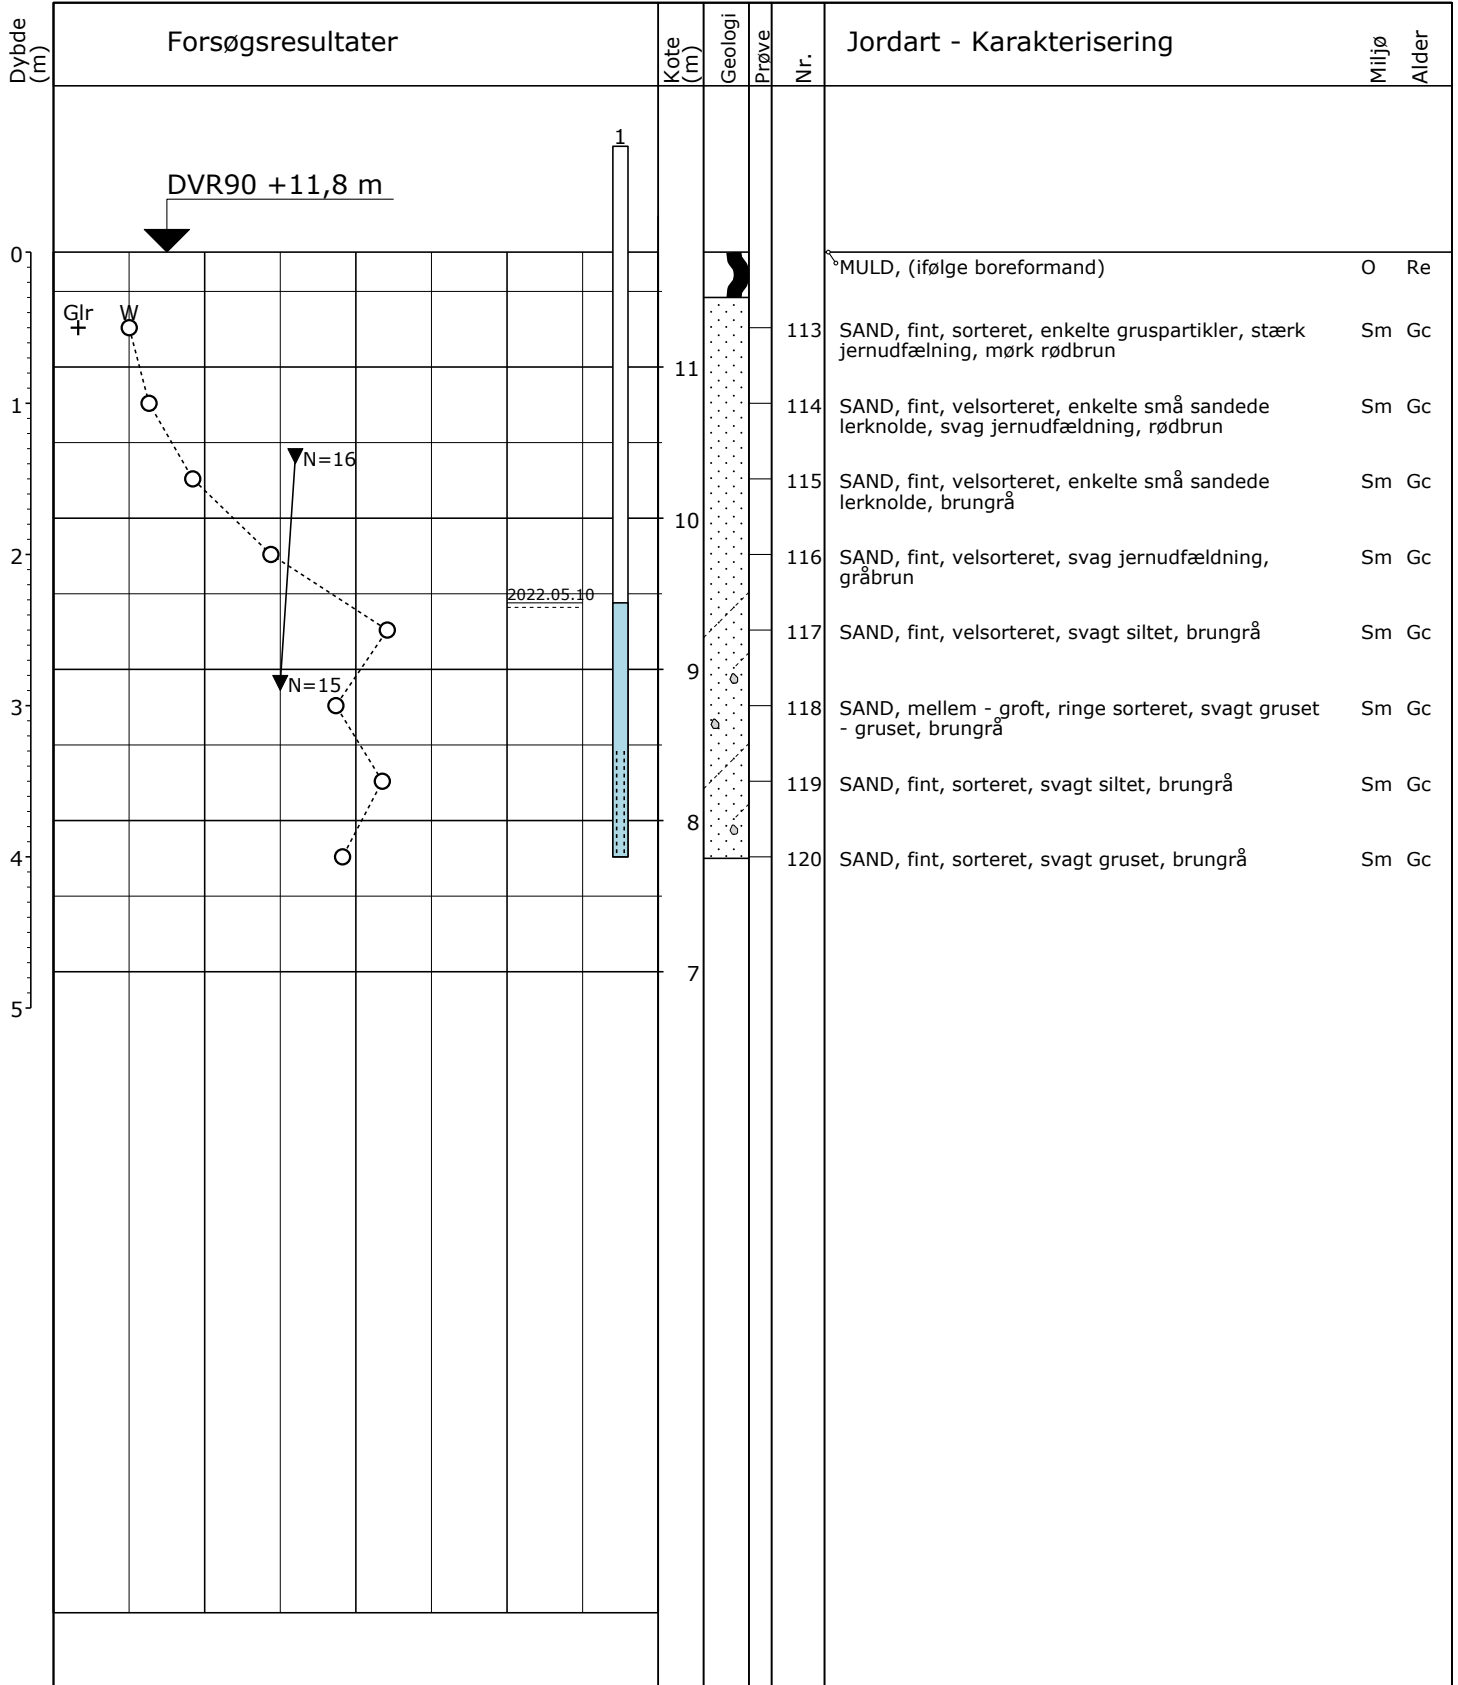 Dybde
(m)
Forsøgsresultater
Kote
(m)
Geologi
Prøve
Nr.
Jordart - Karakterisering
Miljø
Alder
1
DVR90 +11,8 m
0
MULD, (ifølge boreformand) O Re
Glr W
113 SAND, fint, sorteret, enkelte gruspartikler, stærk Sm Gc
jernudfælning, mørk rødbrun
11
1
114 SAND, fint, velsorteret, enkelte små sandede Sm Gc
lerknolde, svag jernudfældning, rødbrun
N=16
115 SAND, fint, velsorteret, enkelte små sandede Sm Gc
lerknolde, brungrå
10
2
116 SAND, fint, velsorteret, svag jernudfældning, Sm Gc
gråbrun
2022.05.10
117 SAND, fint, velsorteret, svagt siltet, brungrå Sm Gc
9
N=15
3
118 SAND, mellem - groft, ringe sorteret, svagt gruset Sm Gc
- gruset, brungrå
119 SAND, fint, sorteret, svagt siltet, brungrå Sm Gc
8
4
120 SAND, fint, sorteret, svagt gruset, brungrå Sm Gc
7
5